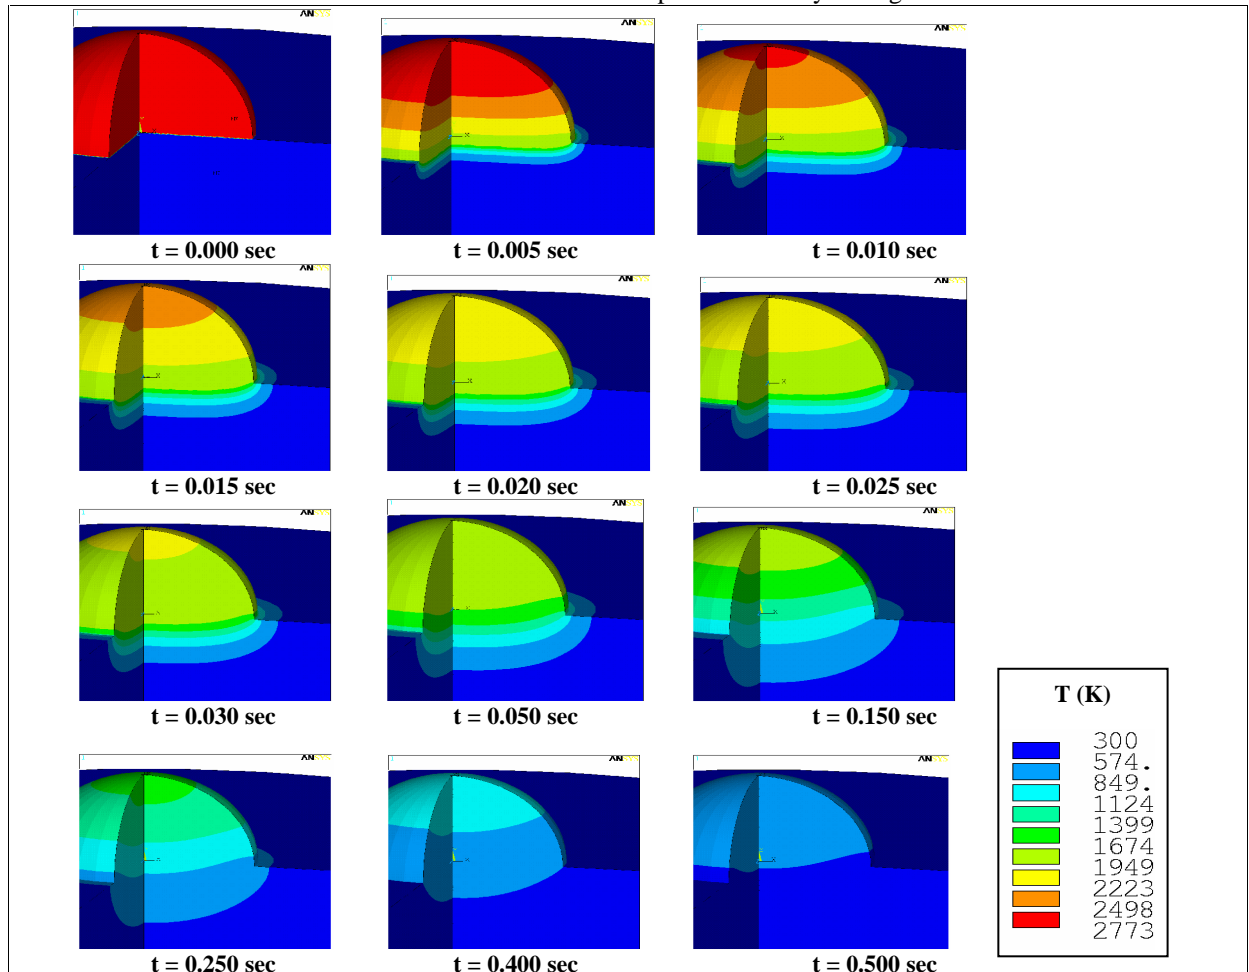 AN
t = 0.000 sec
t = 0.005 sec
t = 0.010 sec
t = 0.015 sec
t = 0.020 sec
t = 0.025 sec
t = 0.030 sec
t = 0.050 sec
t = 0.150 sec
T (K)
300
574.
849.
1124
1399
1674
1949
2223
2498
2773
t = 0.250 sec
t = 0.400 sec
t = 0.500 sec